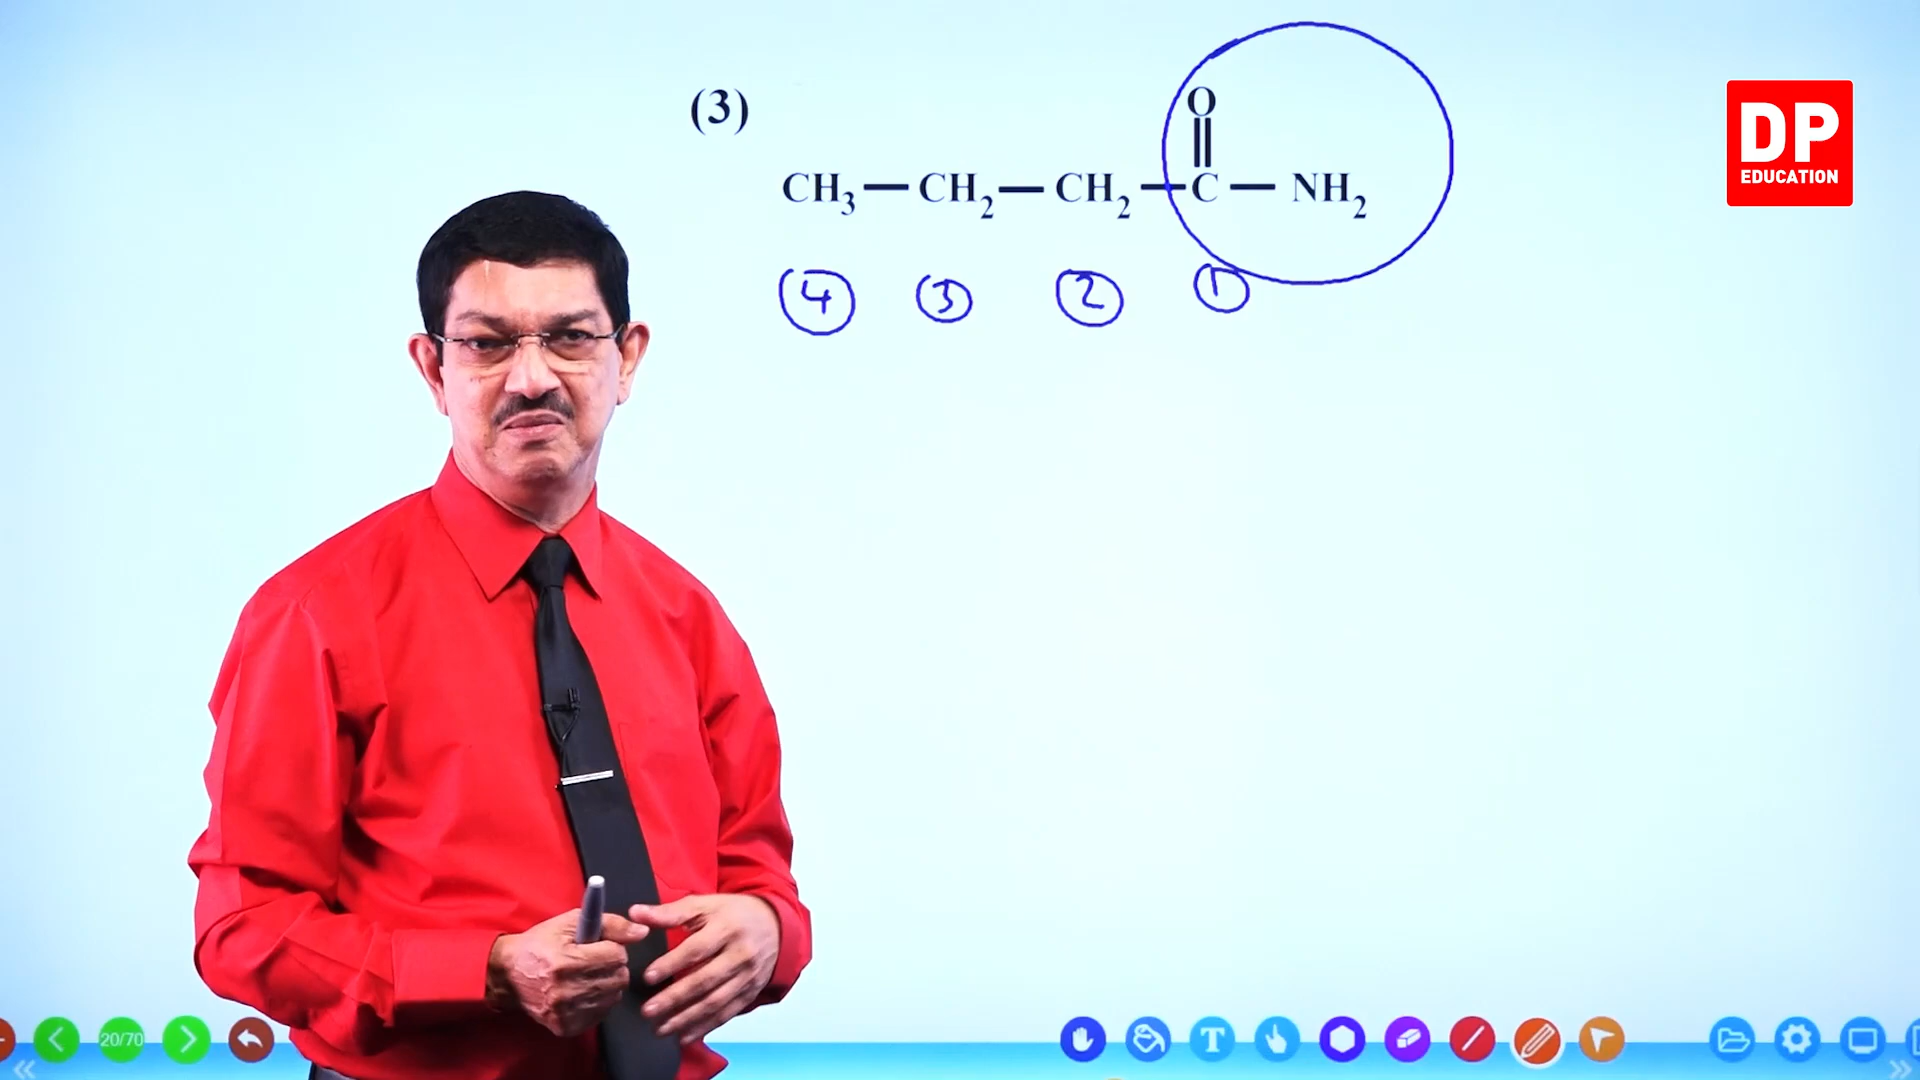 (3)
O
CH₃ — CH₂ — CH₂ — C — NH₂
4 3 2 1
DP
EDUCATION
20/70
T